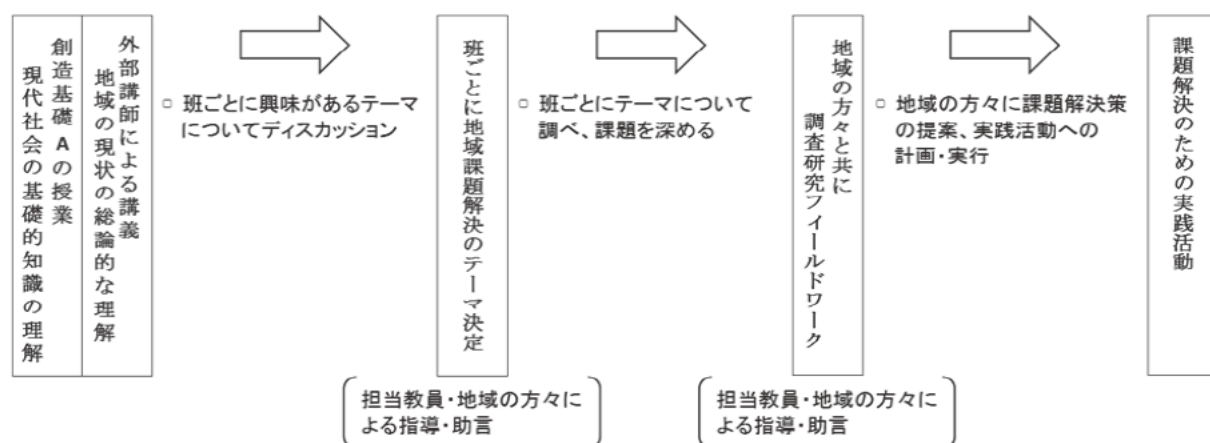 創造基礎Aの授業
現代社会の基礎的知識の理解
外部講師による講義
地域の現状の総論的な理解
▫ 班ごとに興味があるテーマ
についてディスカッション
班ごとに地域課題解決のテーマ決定
担当教員・地域の方々に
よる指導・助言
▫ 班ごとにテーマについて
調べ、課題を深める
地域の方々と共に
調査研究フィールドワーク
担当教員・地域の方々に
よる指導・助言
▫ 地域の方々に課題解決策
の提案、実践活動への
計画・実行
課題解決のための実践活動